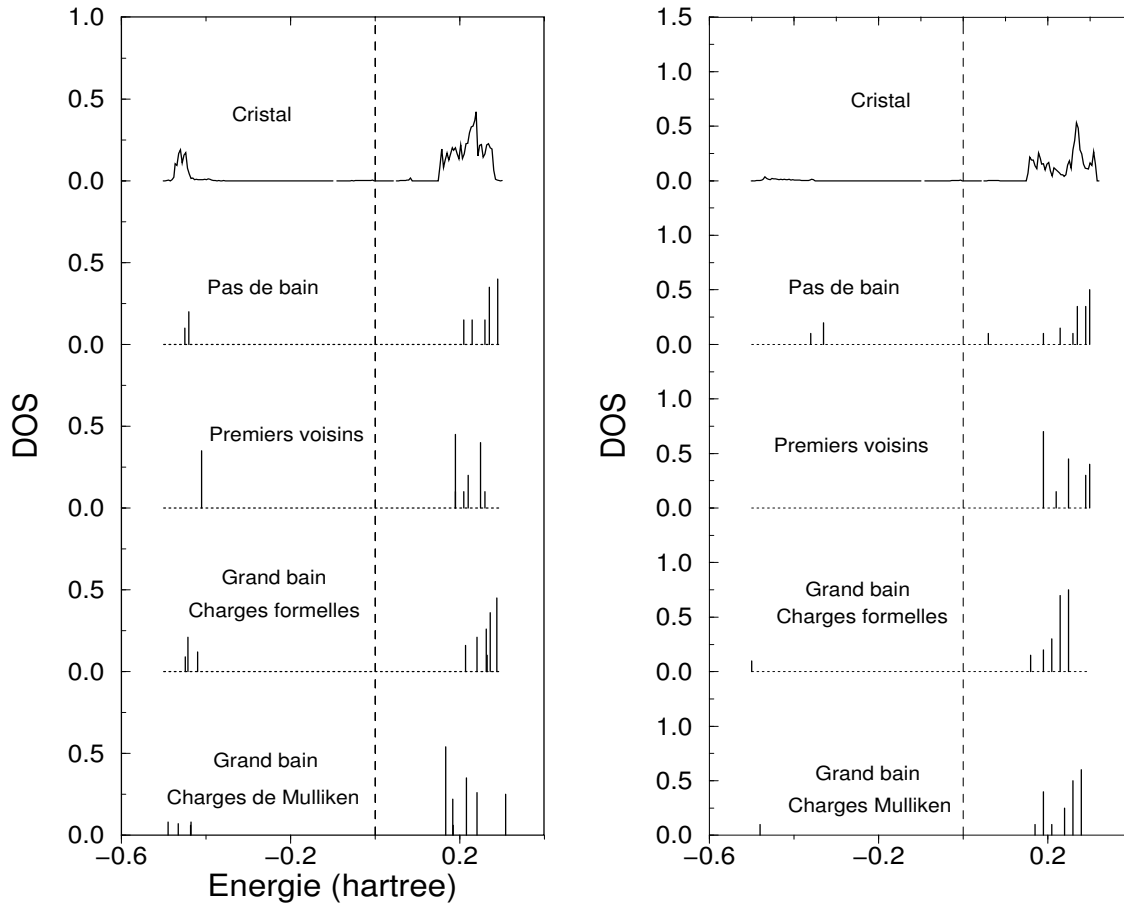 1.0
0.5
Cristal
0.0
0.5
Pas de bain
0.0
0.5
Premiers voisins
0.0
0.5
Grand bain
Charges formelles
0.0
0.5
Grand bain
Charges de Mulliken
0.0
−0.6
−0.2
0.2
DOS
Energie (hartree)
1.5
1.0
Cristal
0.5
0.0
1.0
Pas de bain
0.5
0.0
1.0
Premiers voisins
0.5
0.0
1.0
Grand bain
Charges formelles
0.5
0.0
1.0
Grand bain
Charges Mulliken
0.5
0.0
−0.6
−0.2
0.2
DOS